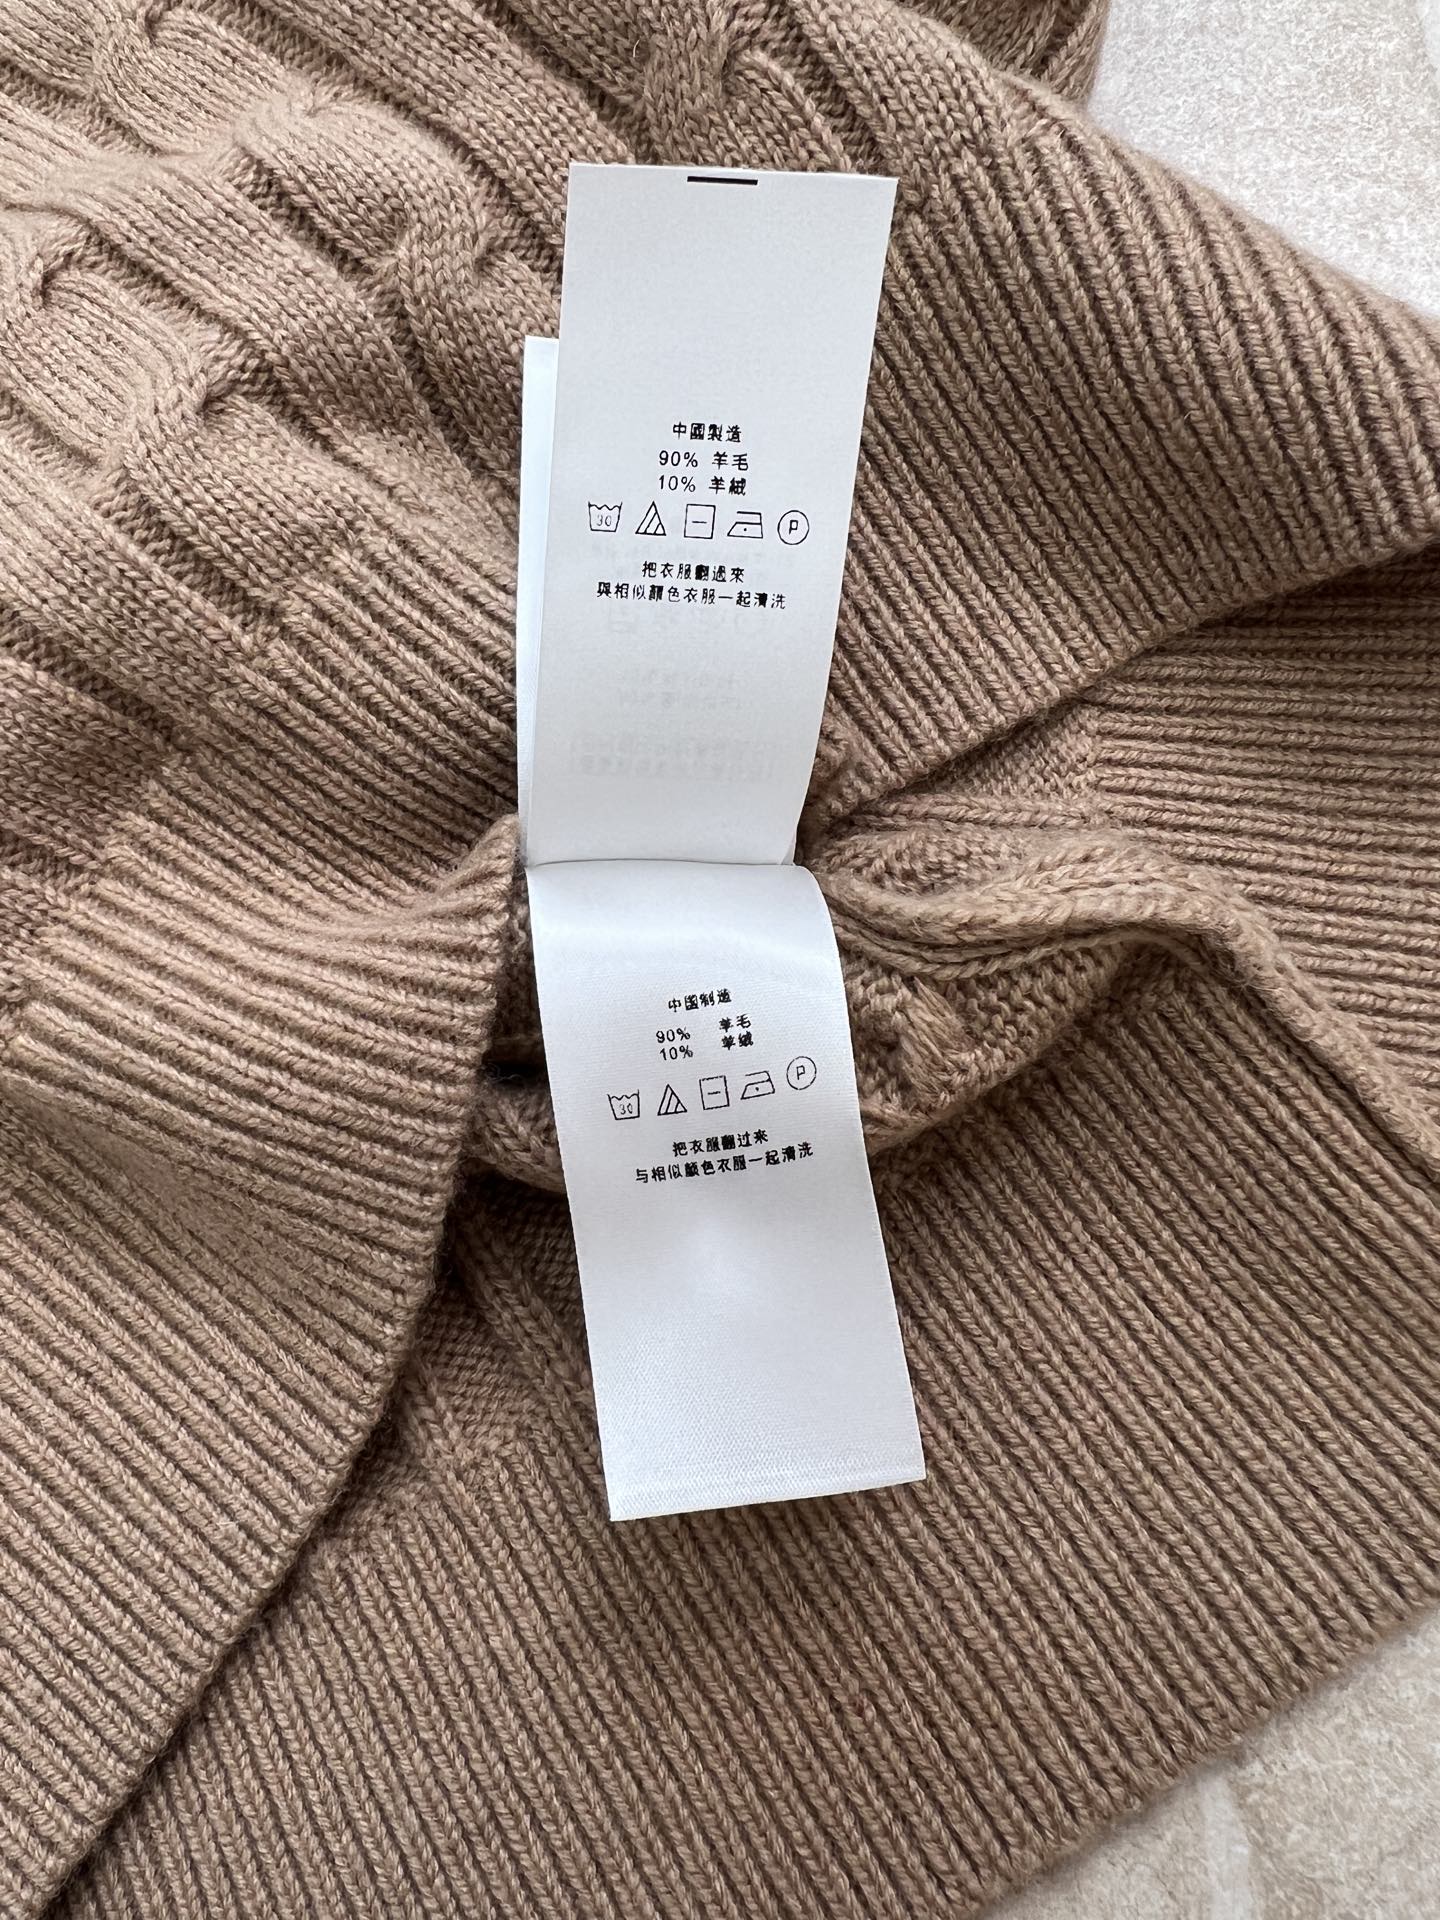 中國製造
90% 羊毛
10% 羊絨
30 P
把衣服翻過來
與相似顏色衣服一起清洗
中国制造
90% 羊毛
10% 羊绒
30 P
把衣服翻过来
与相似颜色衣服一起清洗